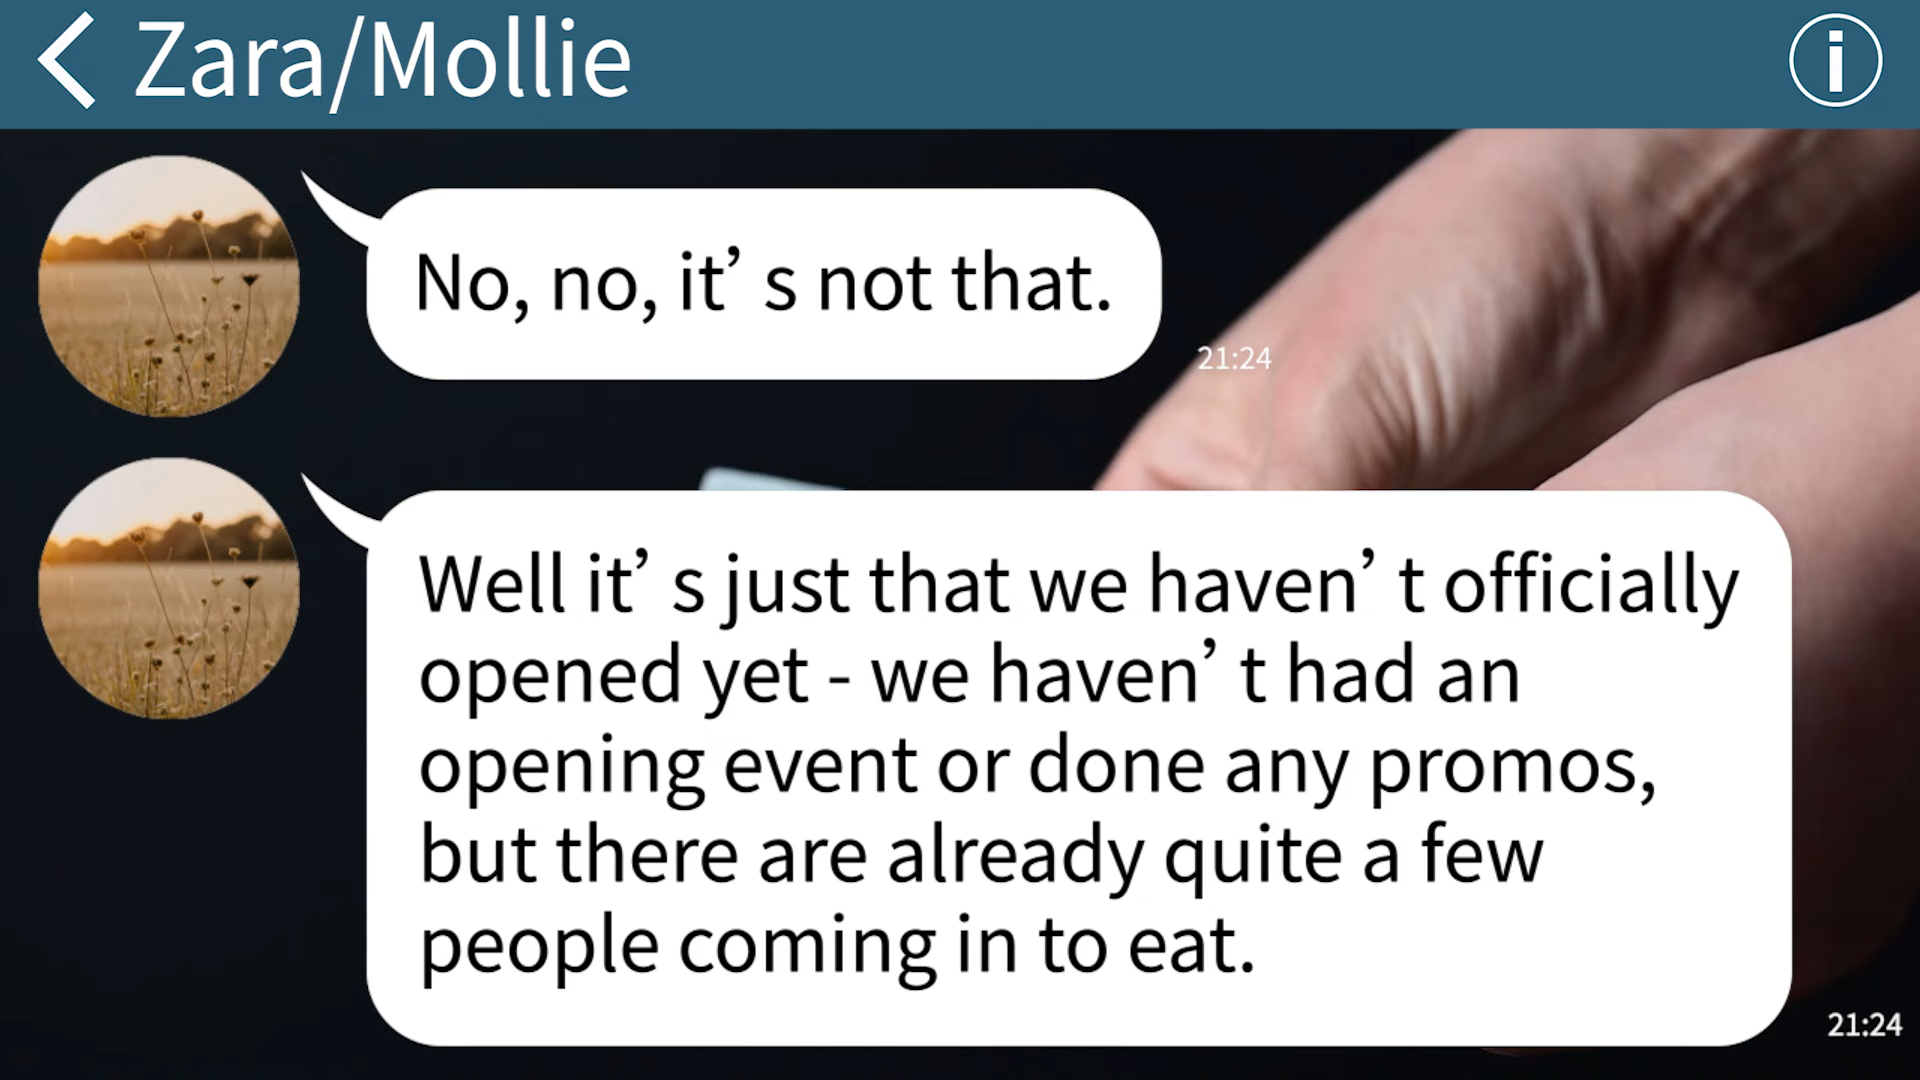 Zara/Mollie
No, no, it’s not that.
21:24
Well it’s just that we haven’t officially
opened yet - we haven’t had an
opening event or done any promos,
but there are already quite a few
people coming in to eat.
21:24